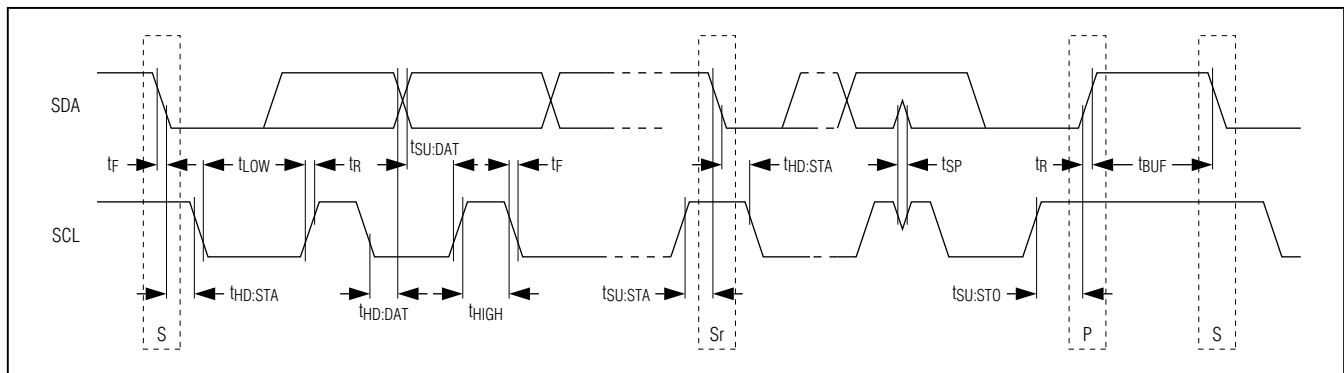 SDA
tF
tLOW
tR
tSU:DAT
tF
tHD:STA
tSP
tR
tBUF
SCL
tHD:STA
tHD:DAT
tHIGH
tSU:STA
tSU:STO
S
Sr
P
S